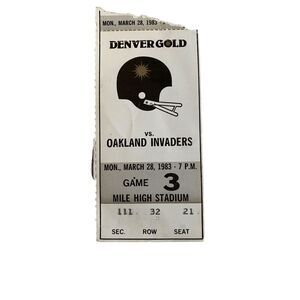 MON., MARCH 28, 1983 - 7 P.M.
DENVER GOLD
VS.
OAKLAND INVADERS
MON., MARCH 28, 1983 - 7 P.M.
GAME 3
MILE HIGH STADIUM
111 32 21
SEC. ROW SEAT